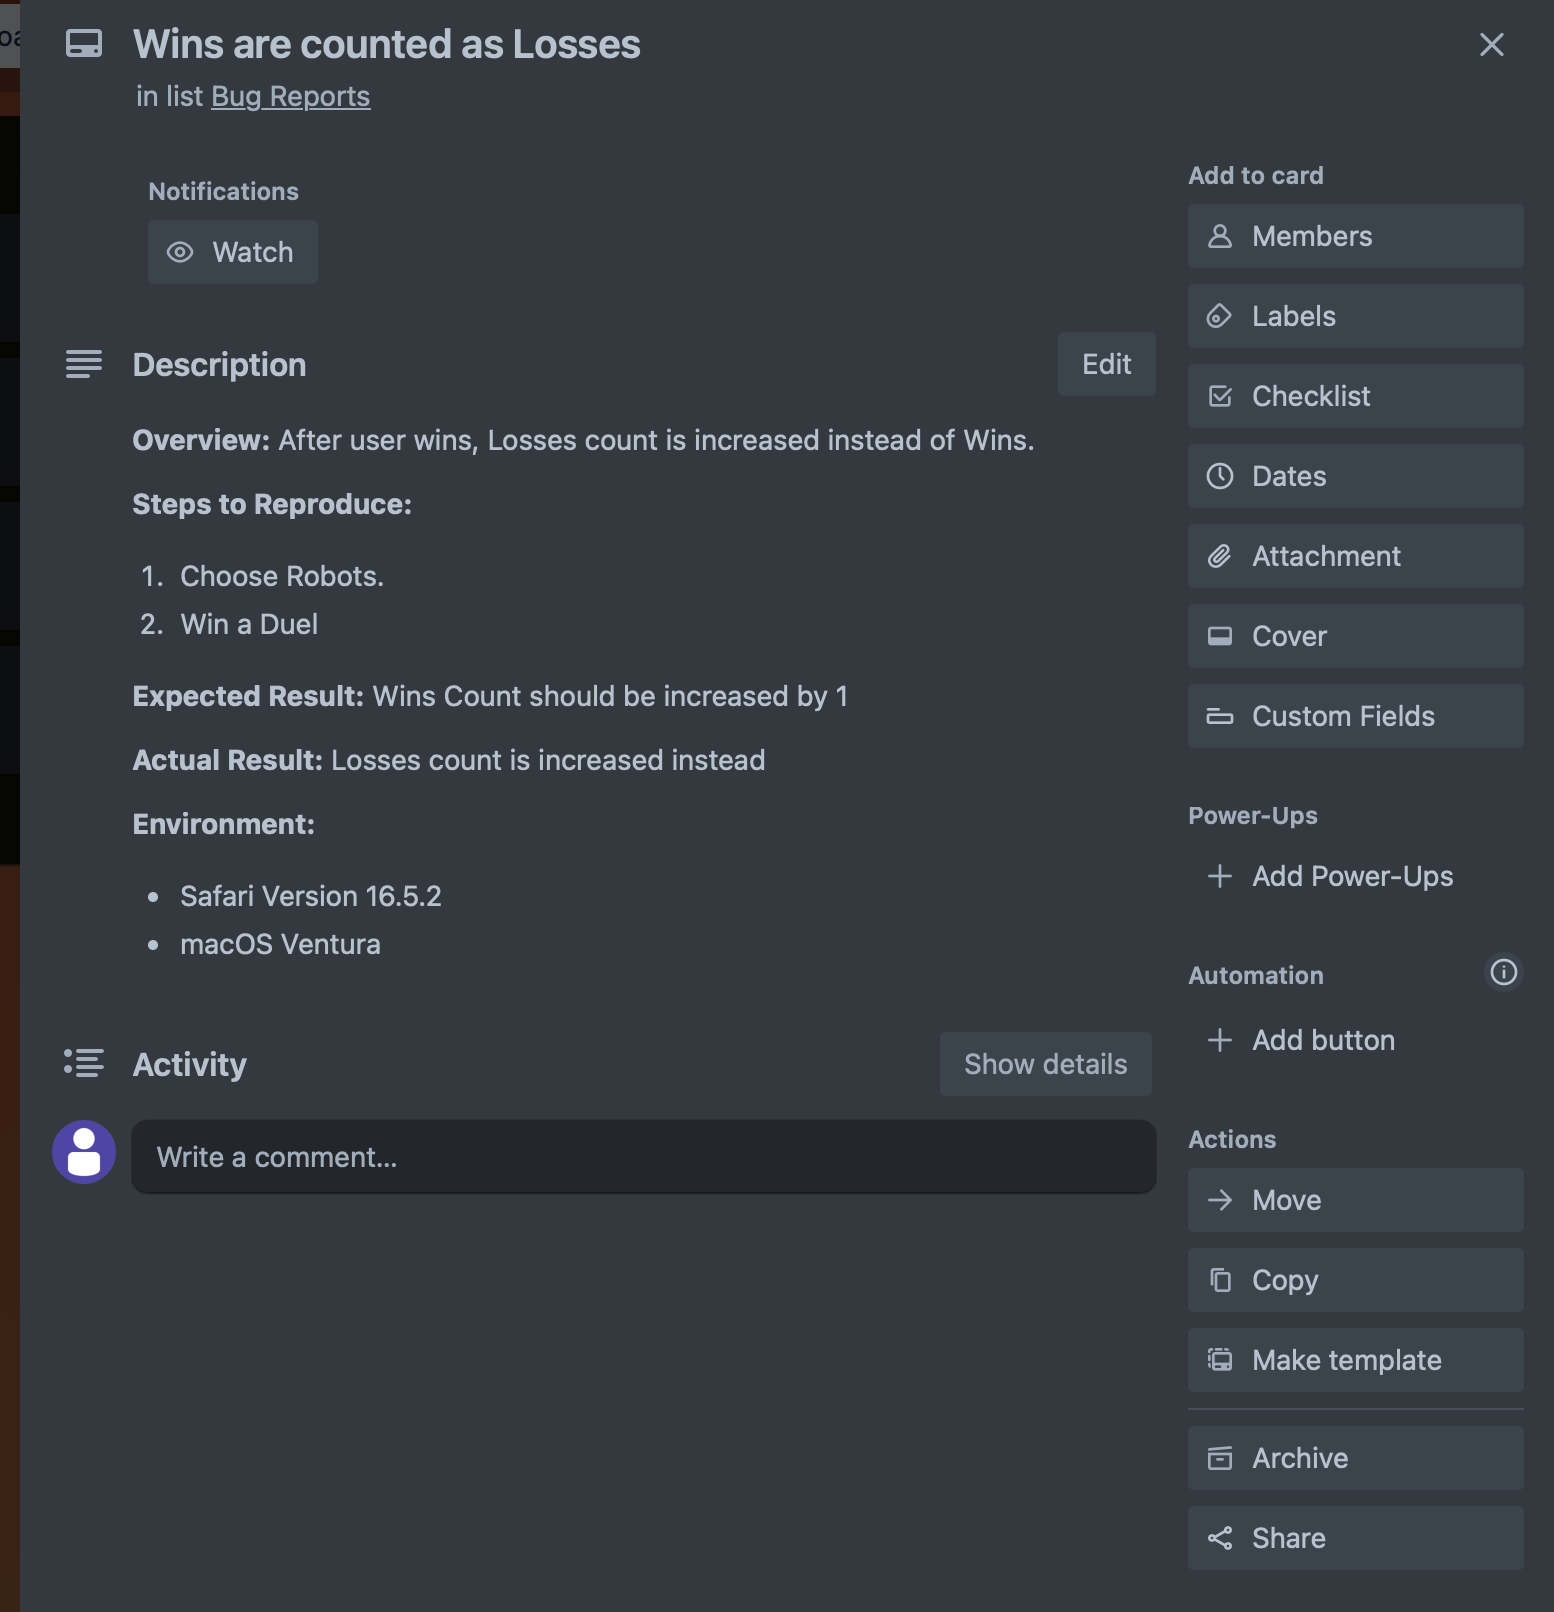 Wins are counted as Losses
in list Bug Reports
Notifications
Watch
Description
Edit
Overview: After user wins, Losses count is increased instead of Wins.
Steps to Reproduce:
1. Choose Robots.
2. Win a Duel
Expected Result: Wins Count should be increased by 1
Actual Result: Losses count is increased instead
Environment:
• Safari Version 16.5.2
• macOS Ventura
Activity
Show details
Write a comment...
Add to card
Members
Labels
Checklist
Dates
Attachment
Cover
Custom Fields
Power-Ups
Add Power-Ups
Automation
Add button
Actions
Move
Copy
Make template
Archive
Share